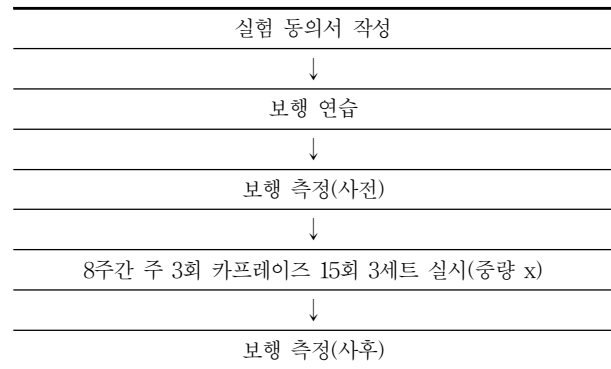 실험 동의서 작성
↓
보행 연습
↓
보행 측정(사전)
↓
8주간 주 3회 카프레이즈 15회 3세트 실시(중량 x)
↓
보행 측정(사후)